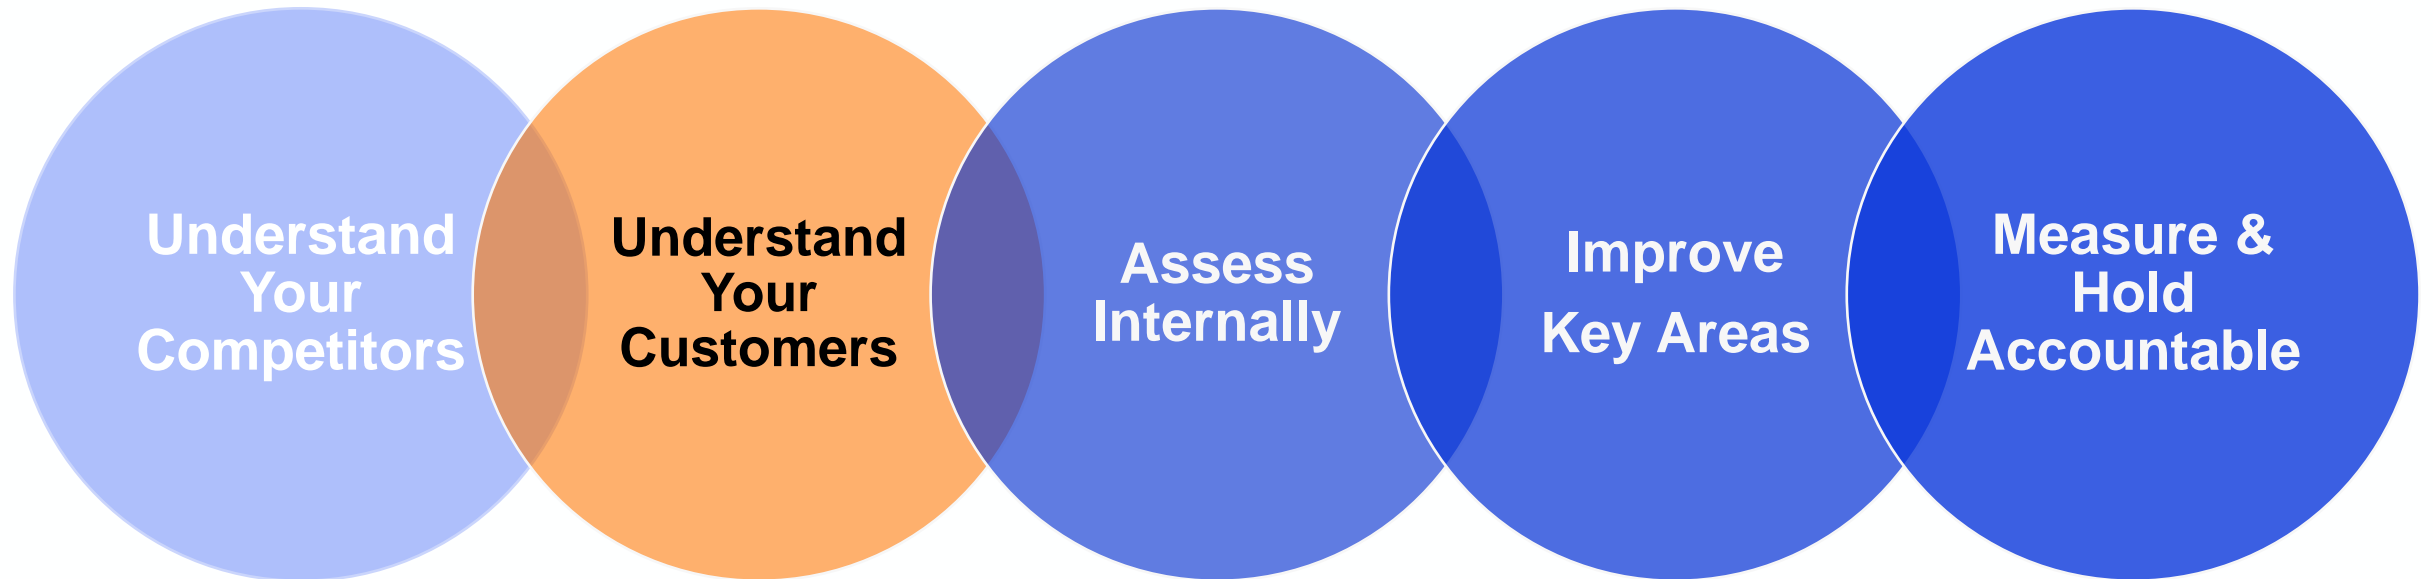 Understand
Your
Competitors
Understand
Your
Customers
Assess
Internally
Improve
Key Areas
Measure &
Hold
Accountable